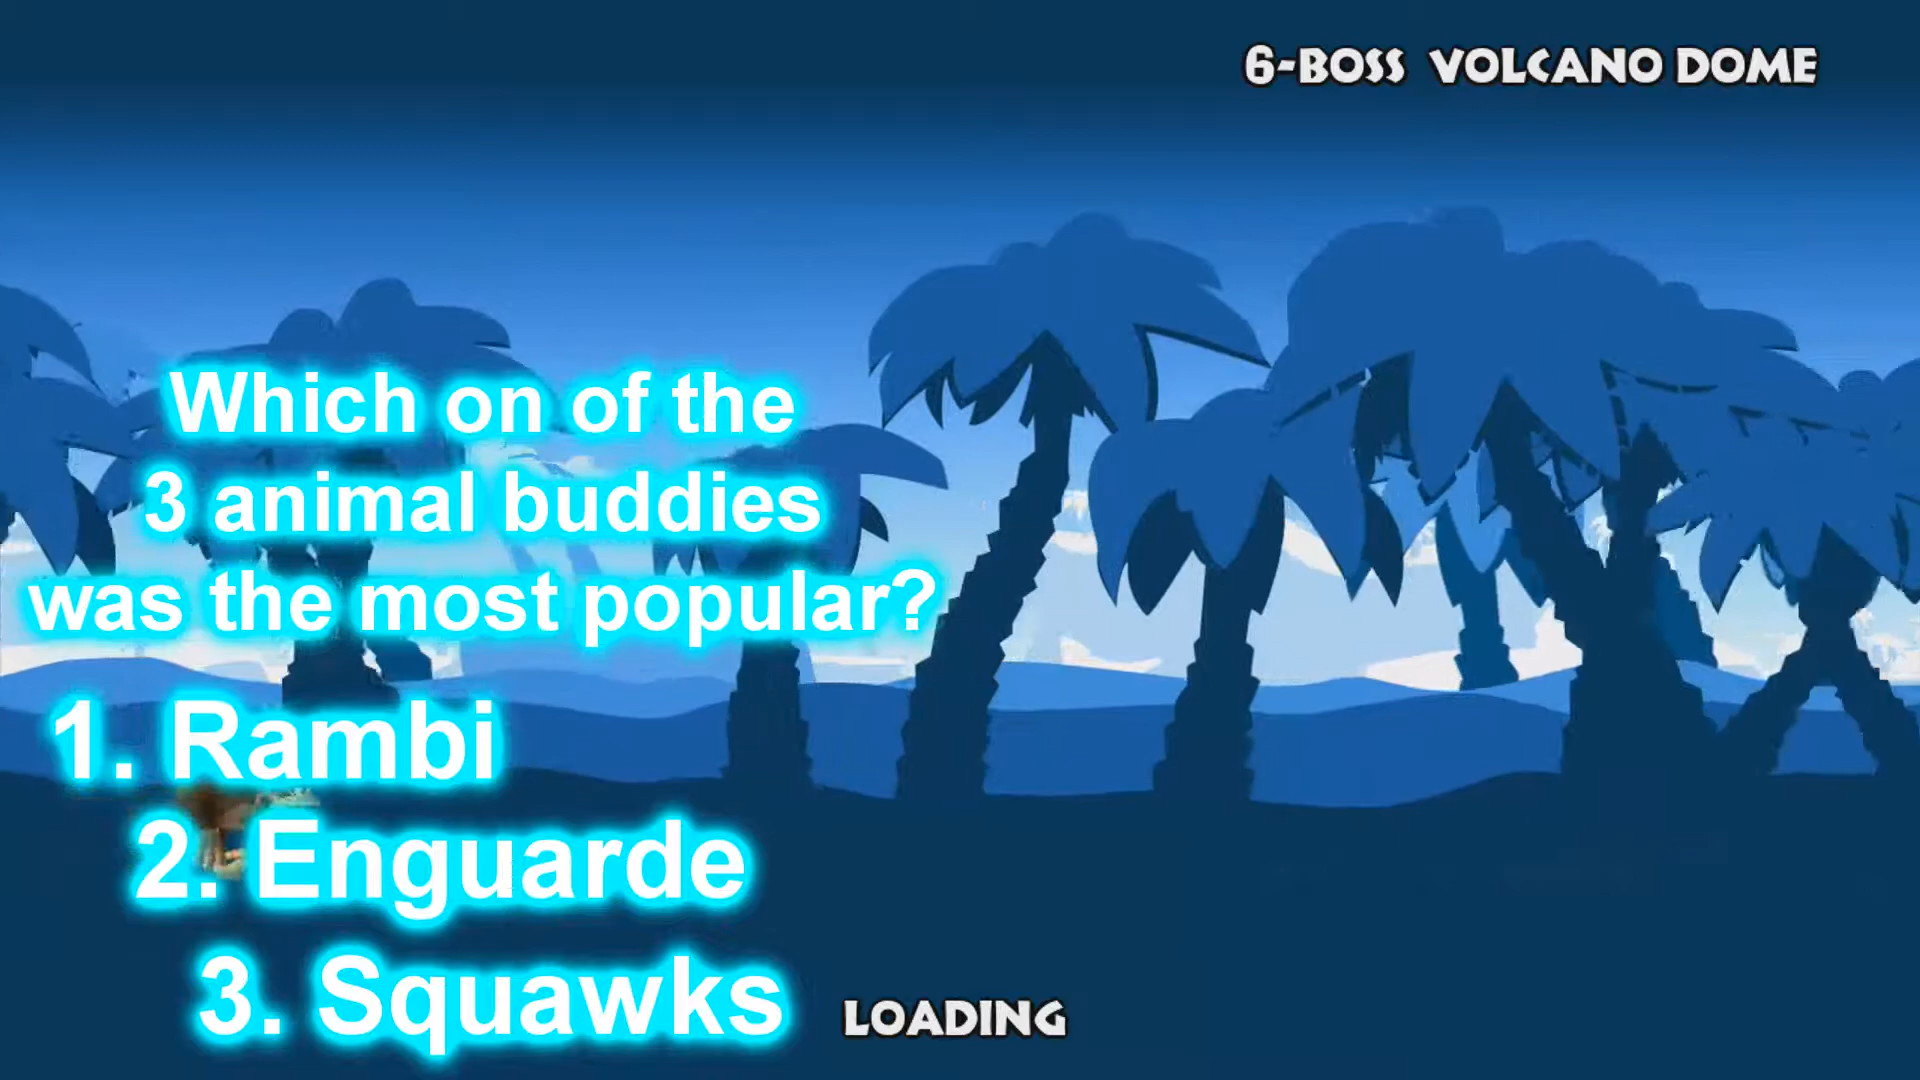 6-BOSS VOLCANO DOME
Which on of the
3 animal buddies
was the most popular?
1. Rambi
2. Enguarde
3. Squawks
LOADING